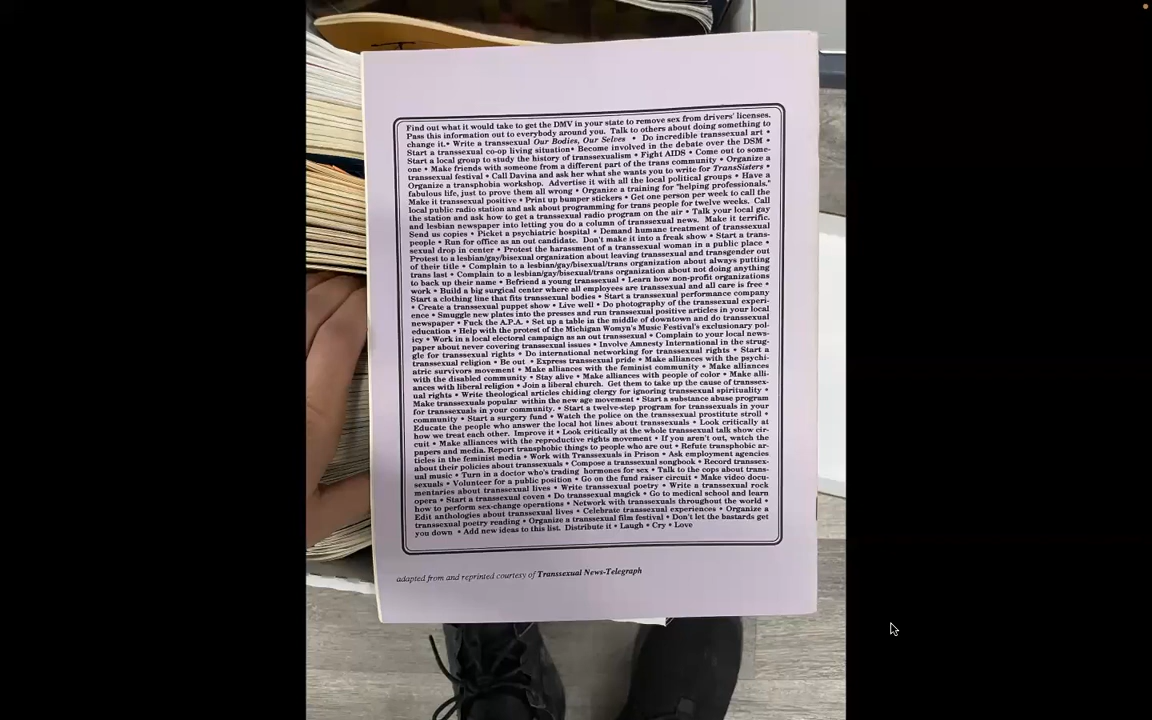 Find out what it would take to get the DMV in your state to remove sex from drivers' licenses.
Pass this information out to everybody around you. Talk to others about doing something to
change it.• Write a transsexual Our Bodies, Our Selves • Do incredible transsexual art •
Start a transsexual co-op living situation• Become involved in the debate over the DSM •
Start a local group to study the history of transsexualism • Fight AIDS • Come out to some-
one • Make friends with someone from a different part of the trans community • Organize a
transsexual festival • Call Davina and ask her what she wants you to write for TransSisters •
Organize a transphobia workshop. Advertise it with all the local political groups • Have a
fabulous life, just to prove them all wrong • Organize a training for "helping professionals."
Make it transsexual positive • Print up bumper stickers • Get one person per week to call the
local public radio station and ask about programming for trans people for twelve weeks. Call
the station and ask how to get a transsexual radio program on the air • Talk your local gay
and lesbian newspaper into letting you do a column of transsexual news. Make it terrific.
Send us copies • Picket a psychiatric hospital • Demand humane treatment of transsexual
people • Run for office as an out candidate. Don't make it into a freak show • Start a trans-
sexual drop in center • Protest the harassment of a transsexual woman in a public place •
Protest to a lesbian/gay/bisexual organization about leaving transsexual and transgender out
of their title • Complain to a lesbian/gay/bisexual/trans organization about always putting
trans last • Complain to a lesbian/gay/bisexual/trans organization about not doing anything
to back up their name • Befriend a young transsexual • Learn how non-profit organizations
work • Build a big surgical center where all employees are transsexual and all care is free •
Start a clothing line that fits transsexual bodies • Start a transsexual performance company
• Create a transsexual puppet show • Live well • Do photography of the transsexual experi-
ence • Smuggle new plates into the presses and run transsexual positive articles in your local
newspaper • Fuck the A.P.A. • Set up a table in the middle of downtown and do transsexual
education • Help with the protest of the Michigan Womyn's Music Festival's exclusionary pol-
icy • Work in a local electoral campaign as an out transsexual • Complain to your local news-
paper about never covering transsexual issues • Involve Amnesty International in the strug-
gle for transsexual rights • Do international networking for transsexual rights • Start a
transsexual religion • Be out • Express transsexual pride • Make alliances with the psychi-
atric survivors movement • Make alliances with the feminist community • Make alliances
with the disabled community • Stay alive • Make alliances with people of color • Make alli-
ances with liberal religion • Join a liberal church. Get them to take up the cause of transsex-
ual rights • Write theological articles chiding clergy for ignoring transsexual spirituality •
Make transsexuals popular within the new age movement • Start a substance abuse program
for transsexuals in your community. • Start a twelve-step program for transsexuals in your
community • Start a surgery fund • Watch the police on the transsexual prostitute stroll •
Educate the people who answer the local hot lines about transsexuals • Look critically at
how we treat each other. Improve it • Look critically at the whole transsexual talk show cir-
cuit • Make alliances with the reproductive rights movement • If you aren't out, watch the
papers and media. Report transphobic things to people who are out • Refute transphobic ar-
ticles in the feminist media • Work with Transsexuals in Prison • Ask employment agencies
about their policies about transsexuals • Compose a transsexual songbook • Record transsex-
ual music • Turn in a doctor who's trading hormones for sex • Talk to the cops about trans-
sexuals • Volunteer for a public position • Go on the fund raiser circuit • Make video docu-
mentaries about transsexual lives • Write transsexual poetry • Write a transsexual rock
opera • Start a transsexual coven • Do transsexual magick • Go to medical school and learn
how to perform sex-change operations • Network with transsexuals throughout the world •
Edit anthologies about transsexual lives • Celebrate transsexual experiences • Organize a
transsexual poetry reading • Organize a transsexual film festival • Don't let the bastards get
you down • Add new ideas to this list. Distribute it • Laugh • Cry • Love
adapted from and reprinted courtesy of Transsexual News-Telegraph